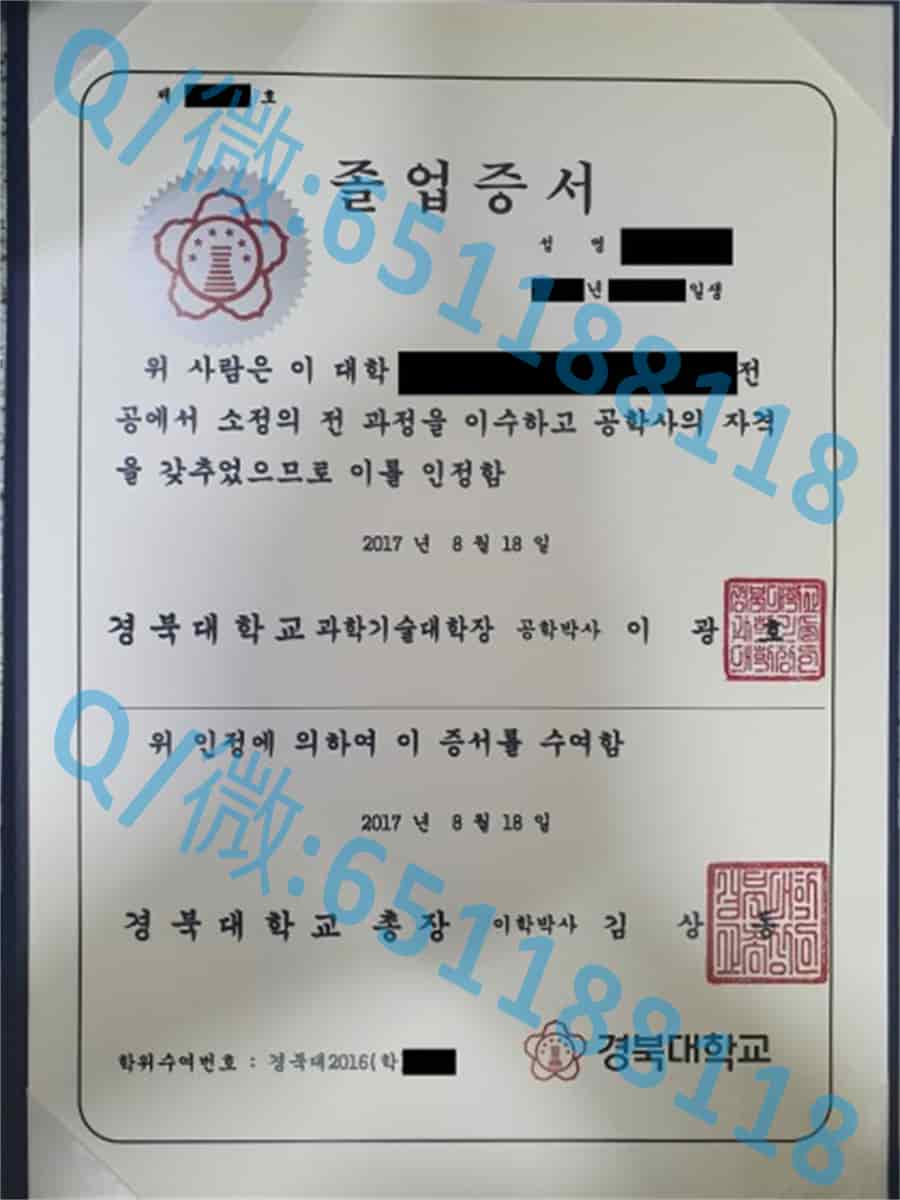 제 호
졸업증서
성 명
년 일생
위 사람은 이 대학 전
공에서 소정의 전 과정을 이수하고 공학사의 자격
을 갖추었으므로 이를 인정함
2017 년 8 월 18 일
경북대학교 과학기술대학장 공학박사 이 광 호
위 인정에 의하여 이 증서를 수여함
2017 년 8 월 18 일
경북대학교 총장 이학박사 김 상 동
학위수여번호 : 경북대2016(학
경북대학교
Q/微:651188118
Q/微:651188118